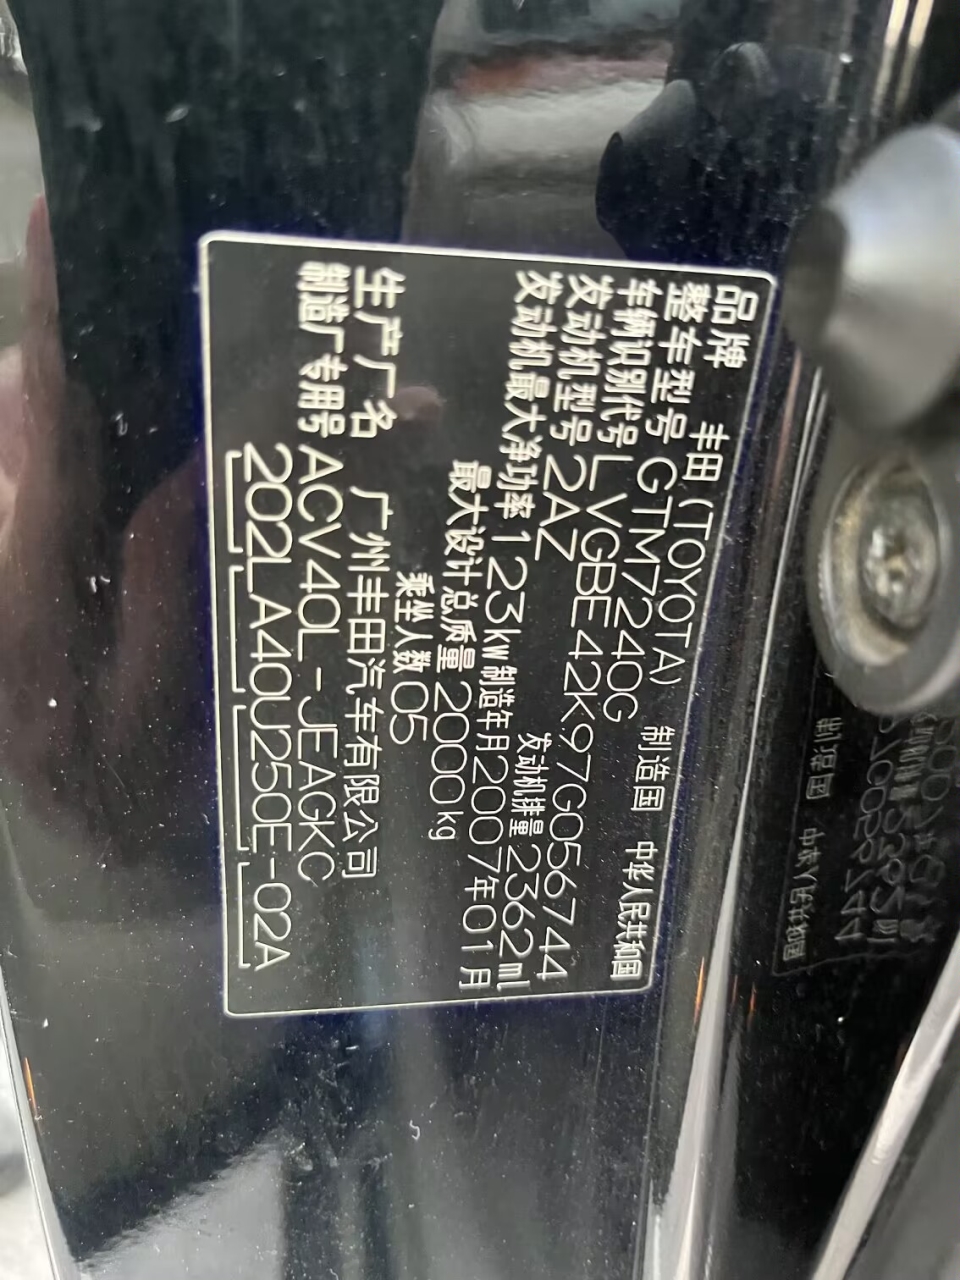 品牌 丰田(TOYOTA) 制造国 中华人民共和国
整车型号 GTM7240G
车辆识别代号 LVGBE42K97G056744
发动机型号 2AZ 发动机排量 2362ml
发动机最大净功率 123kw 制造年月 2007年01月
最大设计总质量 2000kg
乘坐人数 05
生产厂名 广州丰田汽车有限公司
制造厂专用号 ACV40L-JEAGKC
202LA40U250E-02A